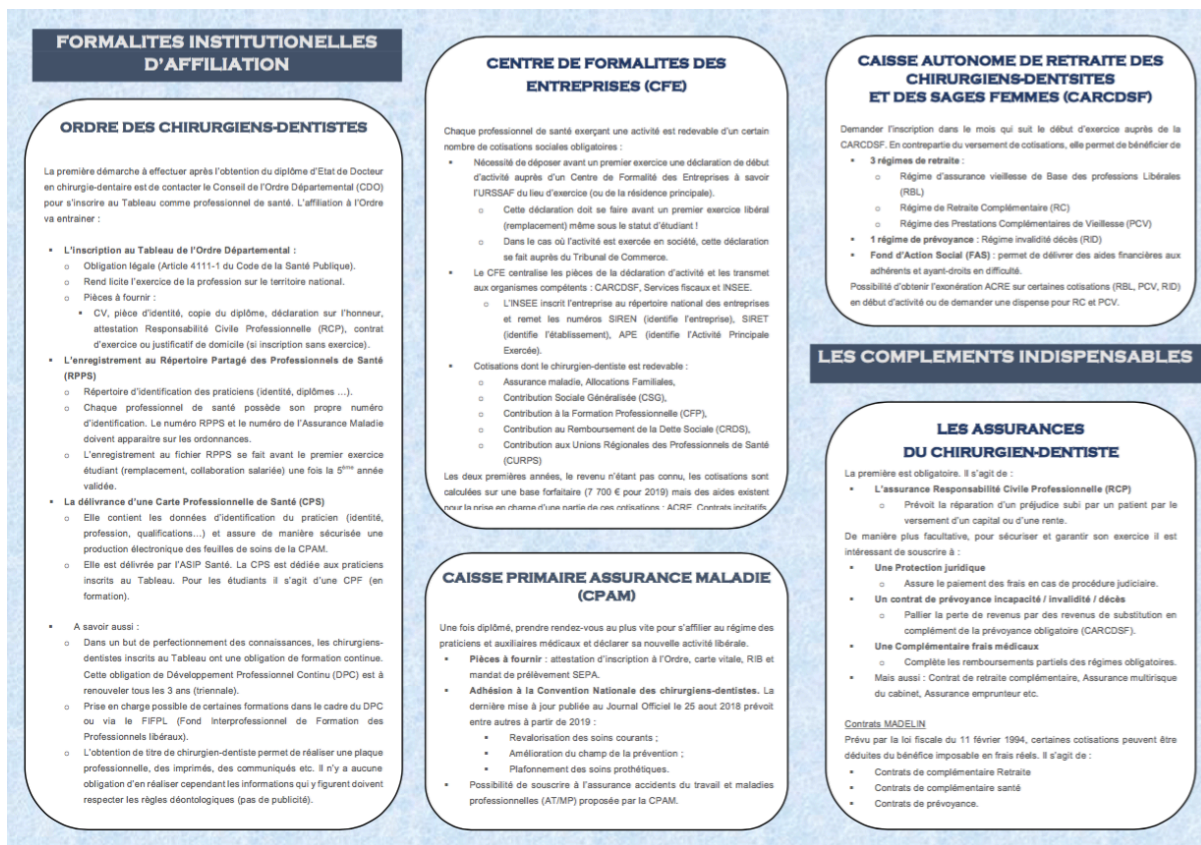 FORMALITES INSTITUTIONELLES
D'AFFILIATION
ORDRE DES CHIRURGIENS-DENTISTES
La première démarche à effectuer après l'obtention du diplôme d'Etat de Docteur
en chirurgie-dentaire est de contacter le Conseil de l'Ordre Départemental (CDO)
pour s'inscrire au Tableau comme professionnel de santé. L'affiliation à l'Ordre
va entrainer :
▪ L'inscription au Tableau de l'Ordre Départemental :
o Obligation légale (Article 4111-1 du Code de la Santé Publique).
o Rend licite l'exercice de la profession sur le territoire national.
o Pièces à fournir :
▪ CV, pièce d'identité, copie du diplôme, déclaration sur l'honneur,
attestation Responsabilité Civile Professionnelle (RCP), contrat
d'exercice ou justificatif de domicile (si inscription sans exercice).
▪ L'enregistrement au Répertoire Partagé des Professionnels de Santé
(RPPS)
o Répertoire d'identification des praticiens (identité, diplômes …).
o Chaque professionnel de santé possède son propre numéro
d'identification. Le numéro RPPS et le numéro de l'Assurance Maladie
doivent apparaitre sur les ordonnances.
o L'enregistrement au fichier RPPS se fait avant le premier exercice
étudiant (remplacement, collaboration salariée) une fois la 5ème année
validée.
▪ La délivrance d'une Carte Professionnelle de Santé (CPS)
o Elle contient les données d'identification du praticien (identité,
profession, qualifications…) et assure de manière sécurisée une
production électronique des feuilles de soins de la CPAM.
o Elle est délivrée par l'ASIP Santé. La CPS est dédiée aux praticiens
inscrits au Tableau. Pour les étudiants il s'agit d'une CPF (en
formation).
▪ A savoir aussi :
o Dans un but de perfectionnement des connaissances, les chirurgiens-
dentistes inscrits au Tableau ont une obligation de formation continue.
Cette obligation de Développement Professionnel Continu (DPC) est à
renouveler tous les 3 ans (triennale).
o Prise en charge possible de certaines formations dans le cadre du DPC
ou via le FIFPL (Fond Interprofessionnel de Formation des
Professionnels libéraux).
o L'obtention de titre de chirurgien-dentiste permet de réaliser une plaque
professionnelle, des imprimés, des communiqués etc. Il n'y a aucune
obligation d'en réaliser cependant les informations qui y figurent doivent
respecter les règles déontologiques (pas de publicité).
CENTRE DE FORMALITES DES
ENTREPRISES (CFE)
Chaque professionnel de santé exerçant une activité est redevable d'un certain
nombre de cotisations sociales obligatoires :
▪ Nécessité de déposer avant un premier exercice une déclaration de début
d'activité auprès d'un Centre de Formalité des Entreprises à savoir
l'URSSAF du lieu d'exercice (ou de la résidence principale).
o Cette déclaration doit se faire avant un premier exercice libéral
(remplacement) même sous le statut d'étudiant !
o Dans le cas où l'activité est exercée en société, cette déclaration
se fait auprès du Tribunal de Commerce.
▪ Le CFE centralise les pièces de la déclaration d'activité et les transmet
aux organismes compétents : CARCDSF, Services fiscaux et INSEE.
o L'INSEE inscrit l'entreprise au répertoire national des entreprises
et remet les numéros SIREN (identifie l'entreprise), SIRET
(identifie l'établissement), APE (identifie l'Activité Principale
Exercée).
▪ Cotisations dont le chirurgien-dentiste est redevable :
o Assurance maladie, Allocations Familiales,
o Contribution Sociale Généralisée (CSG),
o Contribution à la Formation Professionnelle (CFP),
o Contribution au Remboursement de la Dette Sociale (CRDS),
o Contribution aux Unions Régionales des Professionnels de Santé
(CURPS)
Les deux premières années, le revenu n'étant pas connu, les cotisations sont
calculées sur une base forfaitaire (7 700 € pour 2019) mais des aides existent
pour la prise en charge d'une partie de ces cotisations : ACRE, Contrats incitatifs
CAISSE PRIMAIRE ASSURANCE MALADIE
(CPAM)
Une fois diplômé, prendre rendez-vous au plus vite pour s'affilier au régime des
praticiens et auxiliaires médicaux et déclarer sa nouvelle activité libérale.
▪ Pièces à fournir : attestation d'inscription à l'Ordre, carte vitale, RIB et
mandat de prélèvement SEPA.
▪ Adhésion à la Convention Nationale des chirurgiens-dentistes. La
dernière mise à jour publiée au Journal Officiel le 25 aout 2018 prévoit
entre autres à partir de 2019 :
▪ Revalorisation des soins courants ;
▪ Amélioration du champ de la prévention ;
▪ Plafonnement des soins prothétiques.
▪ Possibilité de souscrire à l'assurance accidents du travail et maladies
professionnelles (AT/MP) proposée par la CPAM.
CAISSE AUTONOME DE RETRAITE DES
CHIRURGIENS-DENTSITES
ET DES SAGES FEMMES (CARCDSF)
Demander l'inscription dans le mois qui suit le début d'exercice auprès de la
CARCDSF. En contrepartie du versement de cotisations, elle permet de bénéficier de
▪ 3 régimes de retraite :
o Régime d'assurance vieillesse de Base des professions Libérales
(RBL)
o Régime de Retraite Complémentaire (RC)
o Régime des Prestations Complémentaires de Vieillesse (PCV)
▪ 1 régime de prévoyance : Régime invalidité décès (RID)
▪ Fond d'Action Social (FAS) : permet de délivrer des aides financières aux
adhérents et ayant-droits en difficulté.
Possibilité d'obtenir l'exonération ACRE sur certaines cotisations (RBL, PCV, RID)
en début d'activité ou de demander une dispense pour RC et PCV.
LES COMPLEMENTS INDISPENSABLES
LES ASSURANCES
DU CHIRURGIEN-DENTISTE
La première est obligatoire. Il s'agit de :
▪ L'assurance Responsabilité Civile Professionnelle (RCP)
o Prévoit la réparation d'un préjudice subi par un patient par le
versement d'un capital ou d'une rente.
De manière plus facultative, pour sécuriser et garantir son exercice il est
intéressant de souscrire à :
▪ Une Protection juridique
o Assure le paiement des frais en cas de procédure judiciaire.
▪ Un contrat de prévoyance incapacité / invalidité / décès
o Pallier la perte de revenus par des revenus de substitution en
complément de la prévoyance obligatoire (CARCDSF).
▪ Une Complémentaire frais médicaux
o Complète les remboursements partiels des régimes obligatoires.
▪ Mais aussi : Contrat de retraite complémentaire, Assurance multirisque
du cabinet, Assurance emprunteur etc.
Contrats MADELIN
Prévu par la loi fiscale du 11 février 1994, certaines cotisations peuvent être
déduites du bénéfice imposable en frais réels. Il s'agit de :
▪ Contrats de complémentaire Retraite
▪ Contrats de complémentaire santé
▪ Contrats de prévoyance.